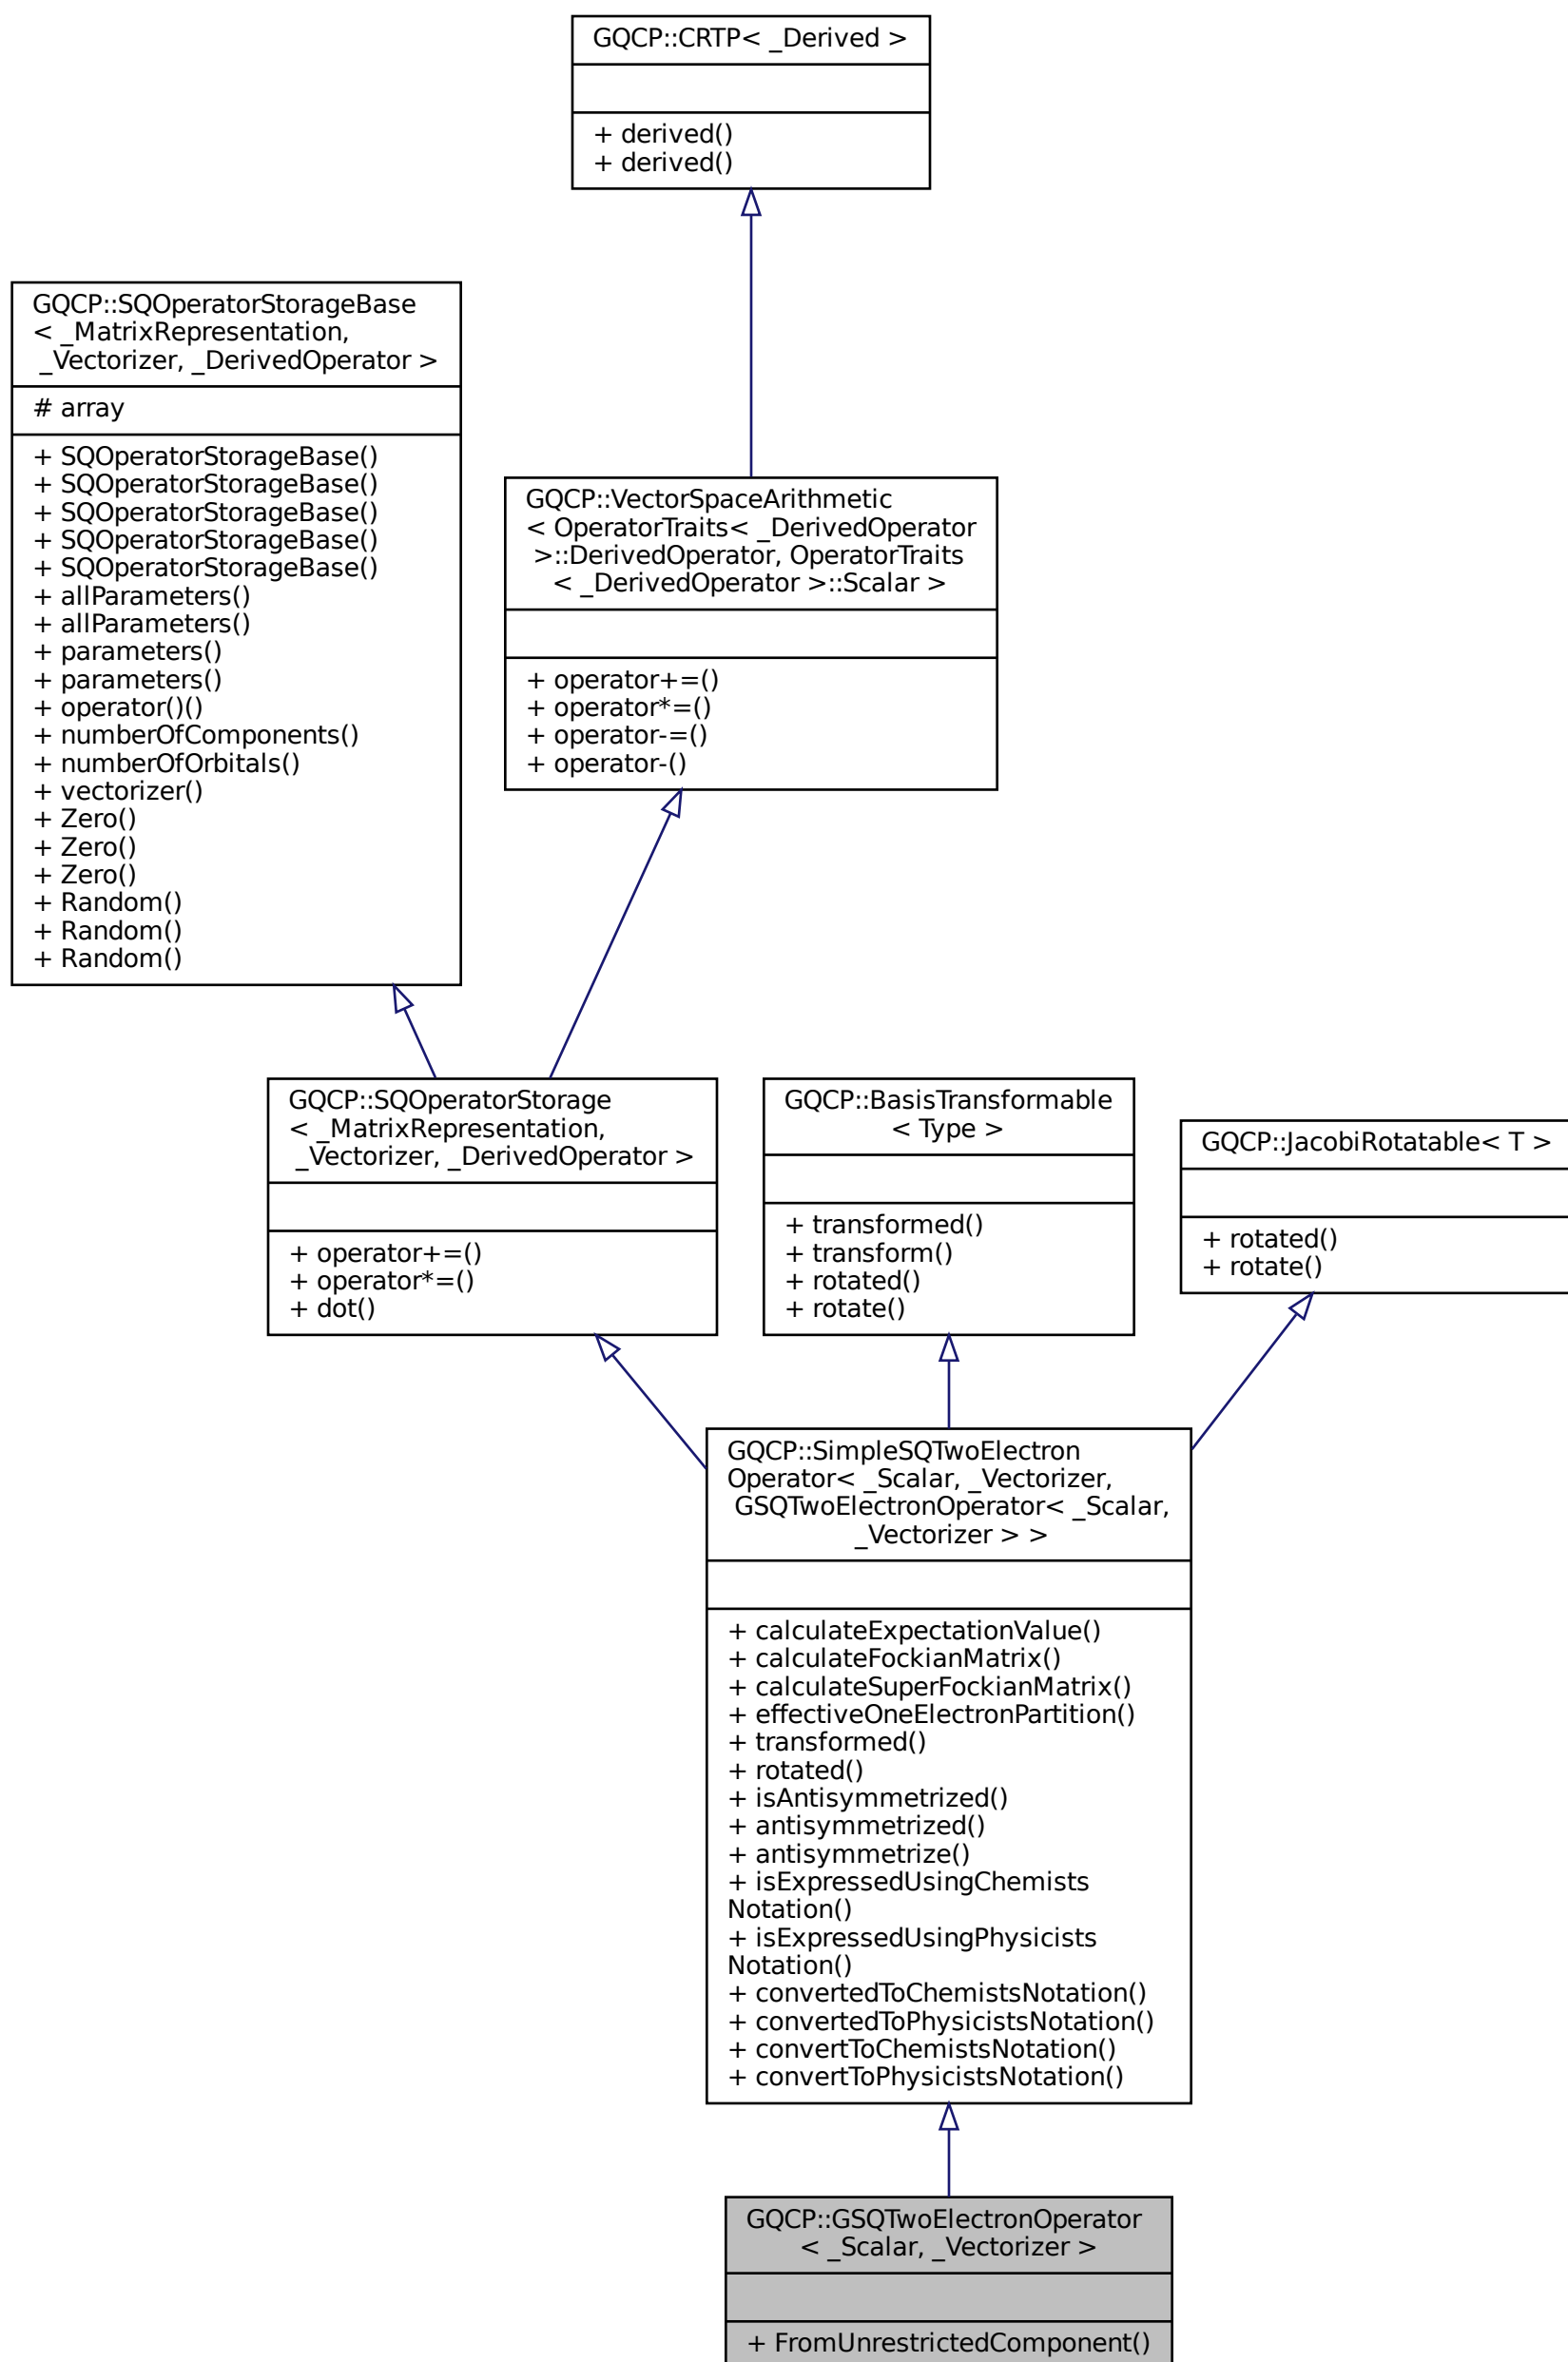 GQCP::CRTP< _Derived >
+ derived()
+ derived()
GQCP::SQOperatorStorageBase
< _MatrixRepresentation,
_Vectorizer, _DerivedOperator >
# array
+ SQOperatorStorageBase()
+ SQOperatorStorageBase()
+ SQOperatorStorageBase()
+ SQOperatorStorageBase()
+ SQOperatorStorageBase()
+ allParameters()
+ allParameters()
+ parameters()
+ parameters()
+ operator()()
+ numberOfComponents()
+ numberOfOrbitals()
+ vectorizer()
+ Zero()
+ Zero()
+ Zero()
+ Random()
+ Random()
+ Random()
GQCP::VectorSpaceArithmetic
< OperatorTraits< _DerivedOperator
>::DerivedOperator, OperatorTraits
< _DerivedOperator >::Scalar >
+ operator+=()
+ operator*=()
+ operator-=()
+ operator-()
GQCP::SQOperatorStorage
< _MatrixRepresentation,
_Vectorizer, _DerivedOperator >
+ operator+=()
+ operator*=()
+ dot()
GQCP::BasisTransformable
< Type >
+ transformed()
+ transform()
+ rotated()
+ rotate()
GQCP::JacobiRotatable< T >
+ rotated()
+ rotate()
GQCP::SimpleSQTwoElectron
Operator< _Scalar, _Vectorizer,
GSQTwoElectronOperator< _Scalar,
_Vectorizer > >
+ calculateExpectationValue()
+ calculateFockianMatrix()
+ calculateSuperFockianMatrix()
+ effectiveOneElectronPartition()
+ transformed()
+ rotated()
+ isAntisymmetrized()
+ antisymmetrized()
+ antisymmetrize()
+ isExpressedUsingChemists
Notation()
+ isExpressedUsingPhysicists
Notation()
+ convertedToChemistsNotation()
+ convertedToPhysicistsNotation()
+ convertToChemistsNotation()
+ convertToPhysicistsNotation()
GQCP::GSQTwoElectronOperator
< _Scalar, _Vectorizer >
+ FromUnrestrictedComponent()